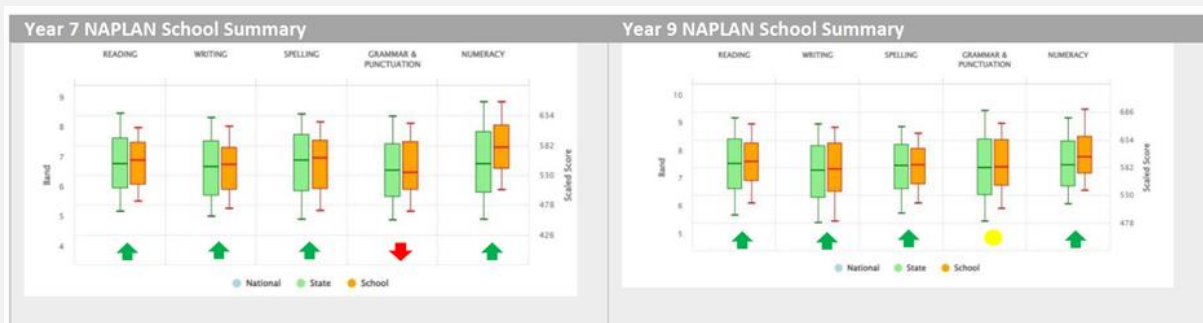 Year 7 NAPLAN School Summary
READING WRITING SPELLING GRAMMAR & PUNCTUATION NUMERACY
9
8
7
6
5
4
Band
634
582
530
478
426
Scaled Score
National State School
Year 9 NAPLAN School Summary
READING WRITING SPELLING GRAMMAR & PUNCTUATION NUMERACY
10
9
8
7
6
5
Band
686
634
582
530
478
Scaled Score
National State School